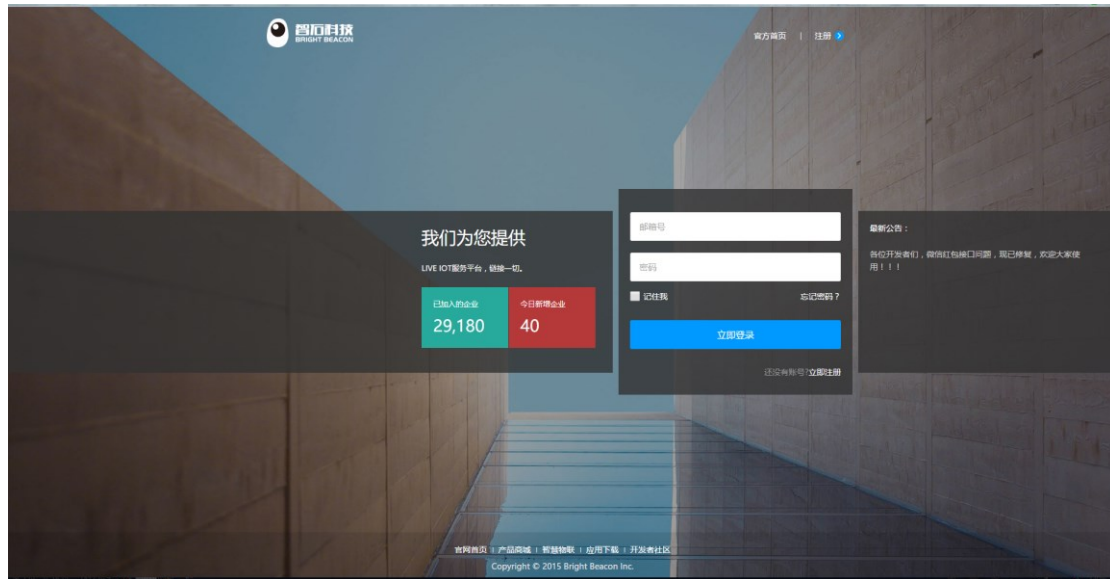 智石科技
BRIGHT BEACON
官方首页 | 注册
我们为您提供
LIVE IOT服务平台，链接一切。
已加入的企业
29,180
今日新增企业
40
邮箱号
密码
记住我
忘记密码？
立即登录
还没有账号?立即注册
最新公告：
各位开发者们，微信红包接口问题，现已修复，欢迎大家使
用！！！
官网首页 | 产品商城 | 智慧物联 | 应用下载 | 开发者社区
Copyright © 2015 Bright Beacon Inc.